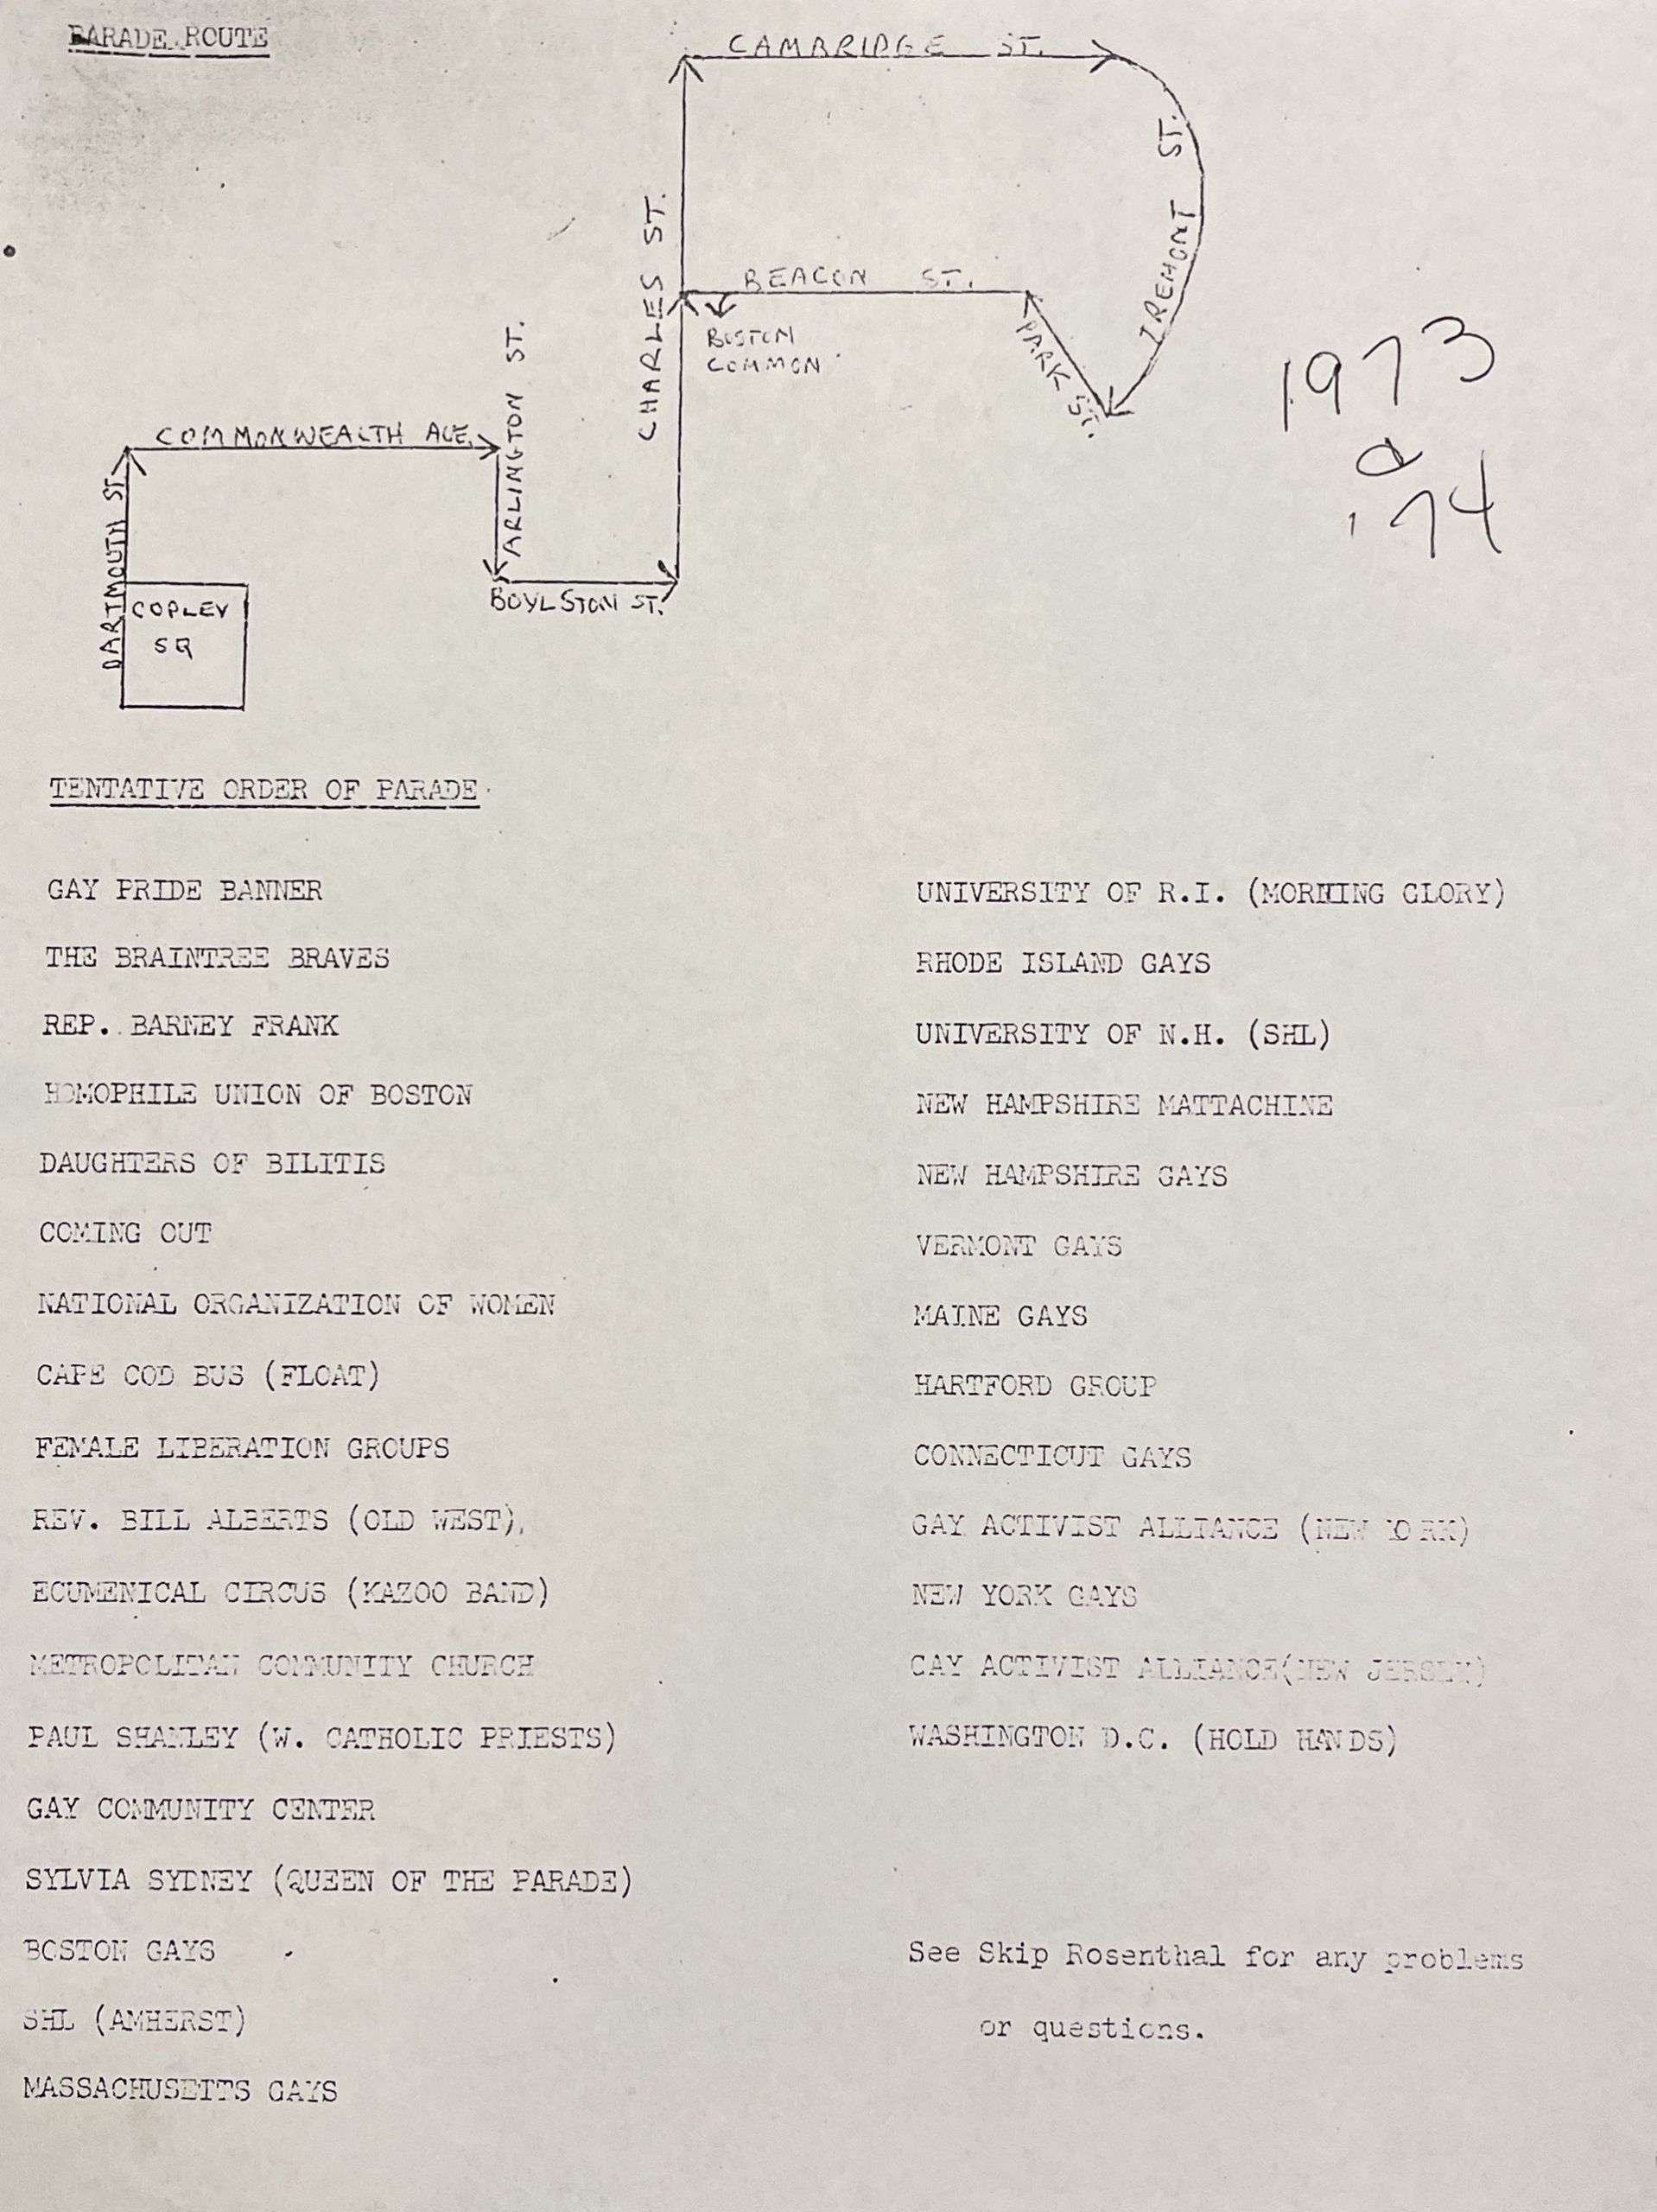 PARADE ROUTE
CAMBRIDGE ST.
TREMONT ST.
CHARLES ST.
BEACON ST.
BOSTON
COMMON
PARK ST.
1973
'74
ARLINGTON ST.
COMMONWEALTH AVE.
DARTMOUTH ST.
COPLEY
SQ
BOYLSTON ST.
TENTATIVE ORDER OF PARADE
GAY PRIDE BANNER
THE BRAINTREE BRAVES
REP. BARNEY FRANK
HOMOPHILE UNION OF BOSTON
DAUGHTERS OF BILITIS
COMING OUT
NATIONAL ORGANIZATION OF WOMEN
CAPE COD BUS (FLOAT)
FEMALE LIBERATION GROUPS
REV. BILL ALBERTS (OLD WEST),
ECUMENICAL CIRCUS (KAZOO BAND)
METROPOLITAN COMMUNITY CHURCH
PAUL SHANLEY (W. CATHOLIC PRIESTS)
GAY COMMUNITY CENTER
SYLVIA SYDNEY (QUEEN OF THE PARADE)
BOSTON GAYS
SHL (AMHERST)
MASSACHUSETTS GAYS
UNIVERSITY OF R.I. (MORNING GLORY)
RHODE ISLAND GAYS
UNIVERSITY OF N.H. (SHL)
NEW HAMPSHIRE MATTACHINE
NEW HAMPSHIRE GAYS
VERMONT GAYS
MAINE GAYS
HARTFORD GROUP
CONNECTICUT GAYS
GAY ACTIVIST ALLIANCE (NEW YORK)
NEW YORK GAYS
GAY ACTIVIST ALLIANCE(NEW JERSEY)
WASHINGTON D.C. (HOLD HANDS)
See Skip Rosenthal for any problems
or questions.